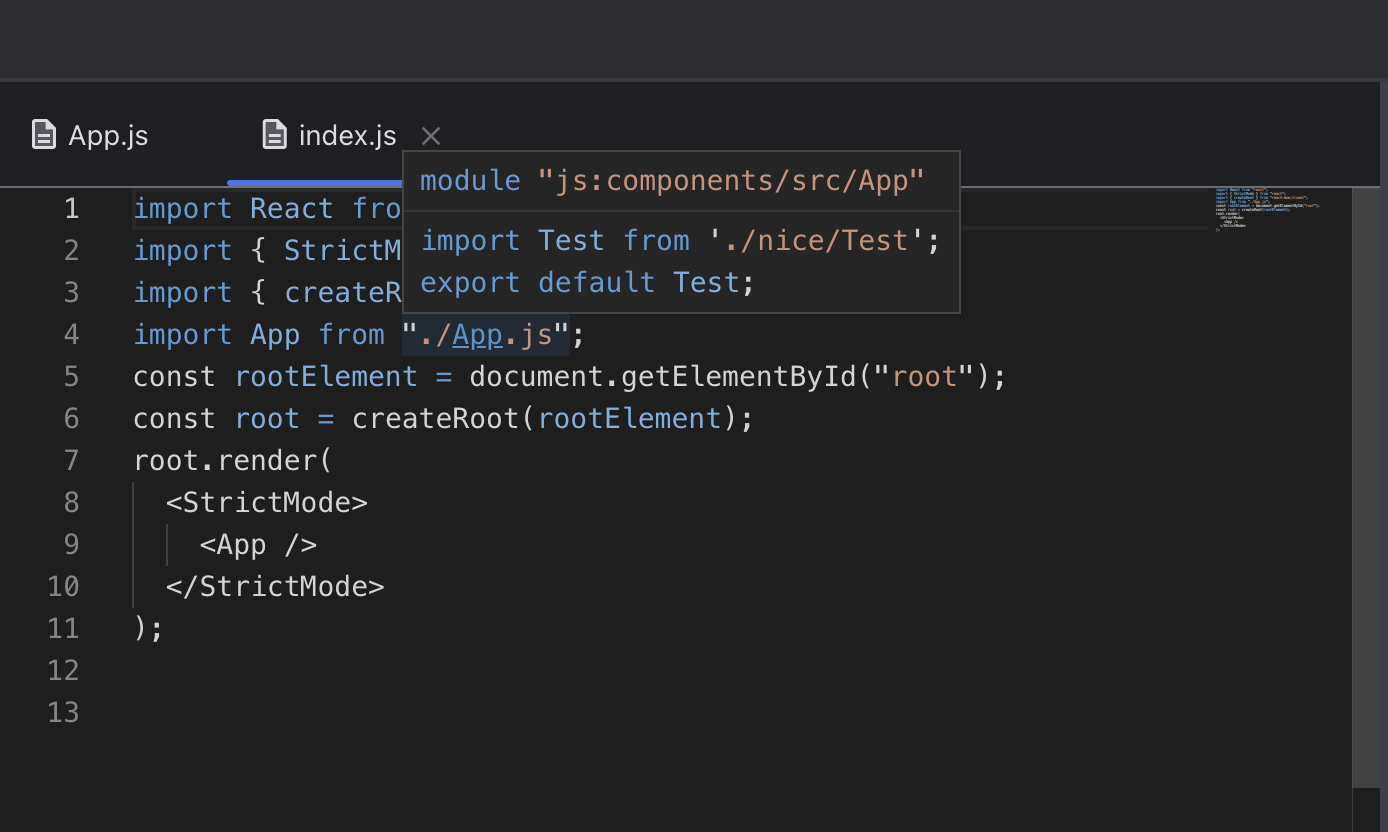 App.js
index.js
module "js:components/src/App"
import Test from './nice/Test';
export default Test;
1 import React fro
2 import { StrictM
3 import { createR
4 import App from "./App.js";
5 const rootElement = document.getElementById("root");
6 const root = createRoot(rootElement);
7 root.render(
8 <StrictMode>
9 <App />
10 </StrictMode>
11 );
12
13